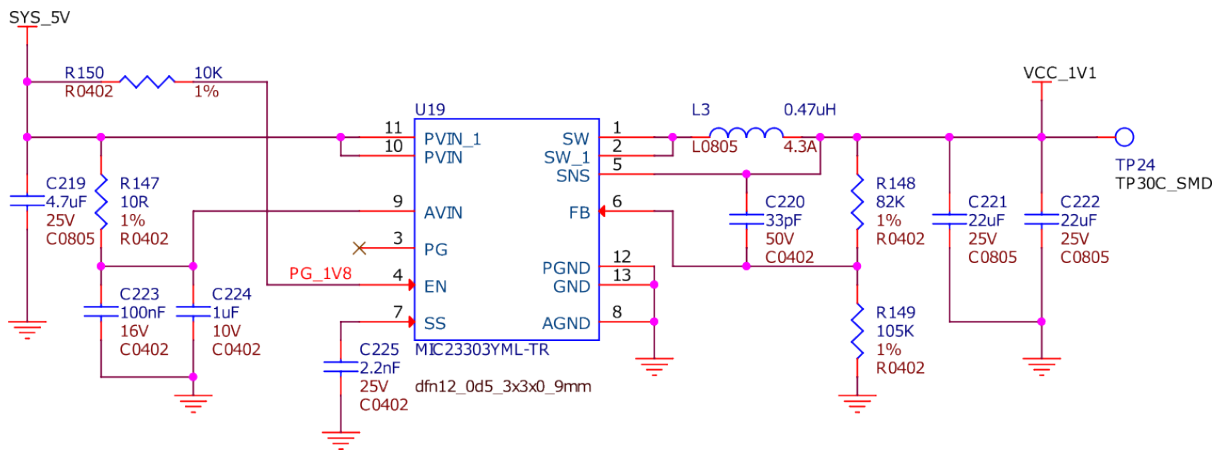 SYS_5V
R150
R0402
10K
1%
U19
L3
0.47uH
L0805
4.3A
VCC_1V1
TP24
TP30C_SMD
11
PVIN_1
10
PVIN
9
AVIN
3
PG
4
EN
7
SS
SW
1
SW_1
2
SNS
5
FB
6
PGND
12
GND
13
AGND
8
MIC23303YML-TR
dfn12_0d5_3x3x0_9mm
PG_1V8
C219
4.7uF
25V
C0805
R147
10R
1%
R0402
C223
100nF
16V
C0402
C224
1uF
10V
C0402
C225
2.2nF
25V
C0402
C220
33pF
50V
C0402
R148
82K
1%
R0402
R149
105K
1%
R0402
C221
22uF
25V
C0805
C222
22uF
25V
C0805